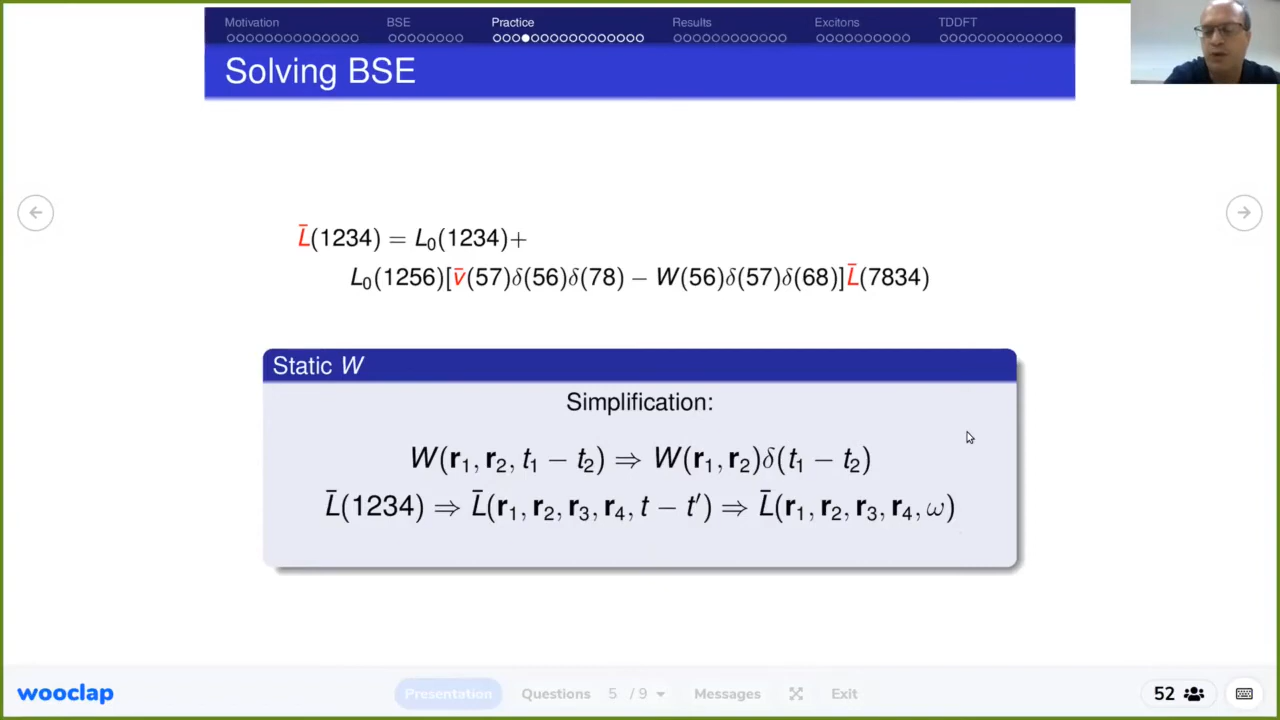 Motivation BSE Practice Results Excitons TDDFT
Solving BSE
L̄(1234) = L₀(1234)+
L₀(1256)[v̄(57)δ(56)δ(78) − W(56)δ(57)δ(68)]L̄(7834)
Static W
Simplification:
W(r₁, r₂, t₁ − t₂) ⇒ W(r₁, r₂)δ(t₁ − t₂)
L̄(1234) ⇒ L̄(r₁, r₂, r₃, r₄, t − t′) ⇒ L̄(r₁, r₂, r₃, r₄, ω)
wooclap Presentation Questions 5 / 9 Messages Exit 52